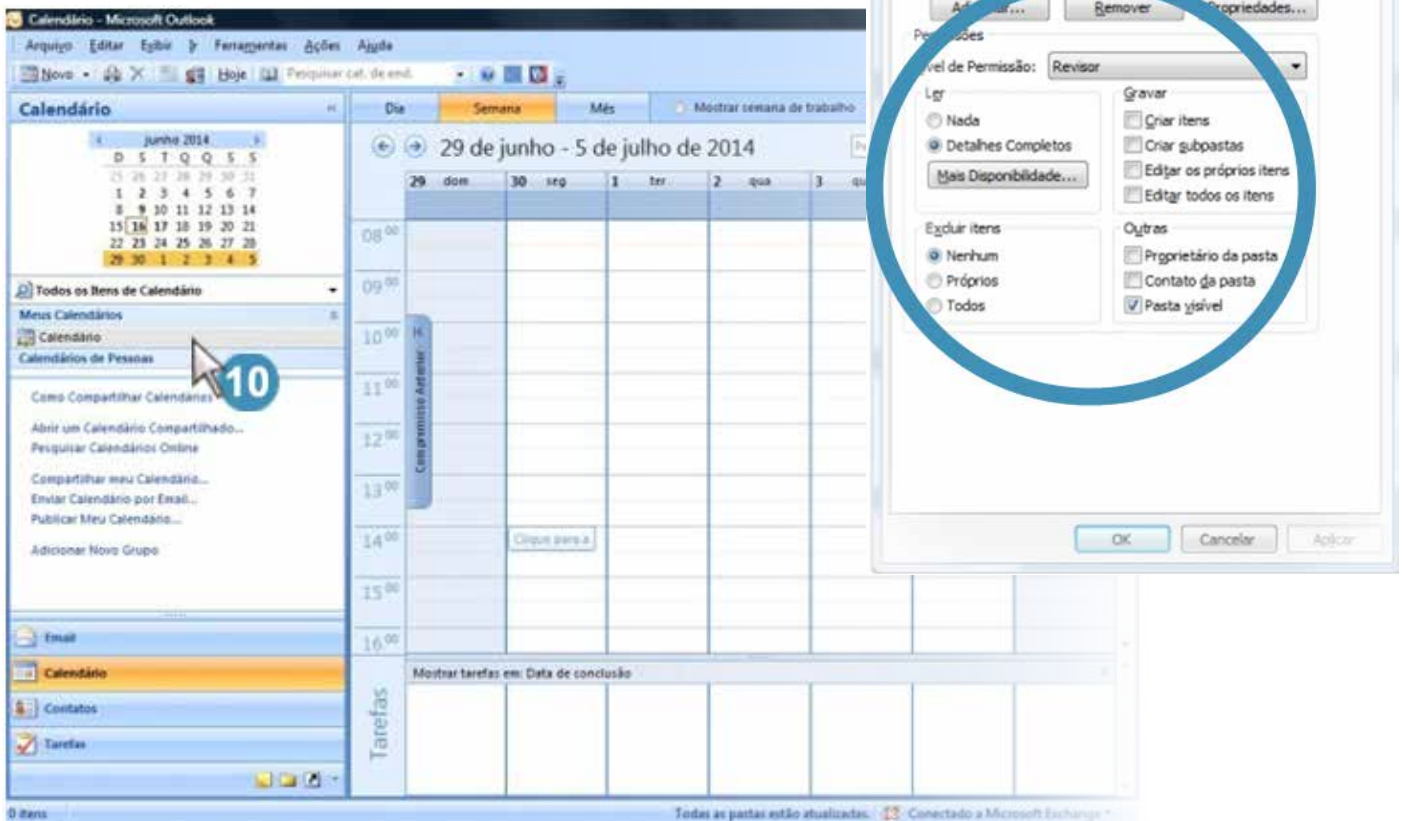 Calendário - Microsoft Outlook
Arquivo Editar Exibir Ir Ferramentas Ações Ajuda
Novo Hoje Pesquisar cat. de end.
Calendário
junho 2014
D S T Q Q S S
25 26 27 28 29 30 31
1 2 3 4 5 6 7
8 9 10 11 12 13 14
15 16 17 18 19 20 21
22 23 24 25 26 27 28
29 30 1 2 3 4 5
Todos os Itens de Calendário
Meus Calendários
Calendário
Calendários de Pessoas
10
Como Compartilhar Calendários
Abrir um Calendário Compartilhado...
Pesquisar Calendários Online
Compartilhar meu Calendário...
Enviar Calendário por Email...
Publicar Meu Calendário...
Adicionar Novo Grupo
Email
Calendário
Contatos
Tarefas
Dia Semana Mês Mostrar semana de trabalho
29 de junho - 5 de julho de 2014
29 dom 30 seg 1 ter 2 qua 3
08 00
09 00
10 00
11 00
12 00
13 00
14 00
15 00
16 00
Compromisso Anterior
Clique para a
Mostrar tarefas em: Data de conclusão
Tarefas
0 itens
Todas as pastas estão atualizadas. Conectado a Microsoft Exchange
Remover Propriedades...
Permissão: Revisor
Ler
Nada
Detalhes Completos
Mais Disponibilidade...
Gravar
Criar itens
Criar subpastas
Editar os próprios itens
Editar todos os itens
Excluir itens
Nenhum
Próprios
Todos
Outras
Proprietário da pasta
Contato da pasta
Pasta visível
OK Cancelar Aplicar